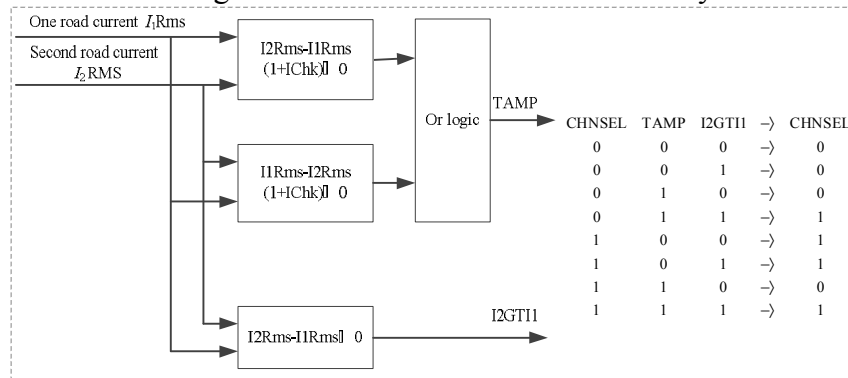 One road current I₁Rms
Second road current
I₂RMS
I2Rms-I1Rms
(1+IChk)▯ 0
I1Rms-I2Rms
(1+IChk)▯ 0
Or logic
TAMP
I2Rms-I1Rms▯ 0
I2GTI1
CHNSEL TAMP I2GTI1 –⟩ CHNSEL
0 0 0 –⟩ 0
0 0 1 –⟩ 0
0 1 0 –⟩ 0
0 1 1 –⟩ 1
1 0 0 –⟩ 1
1 0 1 –⟩ 1
1 1 0 –⟩ 0
1 1 1 –⟩ 1